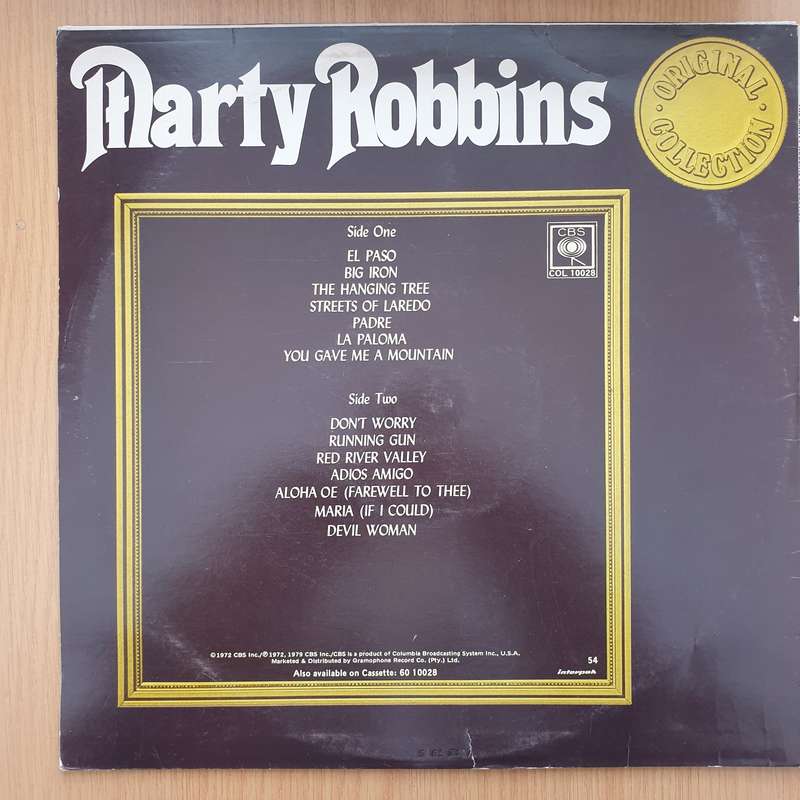 Marty Robbins
· ORIGINAL ·
COLLECTION
Side One
EL PASO
BIG IRON
THE HANGING TREE
STREETS OF LAREDO
PADRE
LA PALOMA
YOU GAVE ME A MOUNTAIN
CBS
COL 10028
Side Two
DON'T WORRY
RUNNING GUN
RED RIVER VALLEY
ADIOS AMIGO
ALOHA OE (FAREWELL TO THEE)
MARIA (IF I COULD)
DEVIL WOMAN
©1972 CBS Inc./℗1972, 1979 CBS Inc./CBS is a product of Columbia Broadcasting System Inc., U.S.A.
Marketed & Distributed by Gramophone Record Co. (Pty.) Ltd.
54
Also available on Cassette: 60 10028
interpak